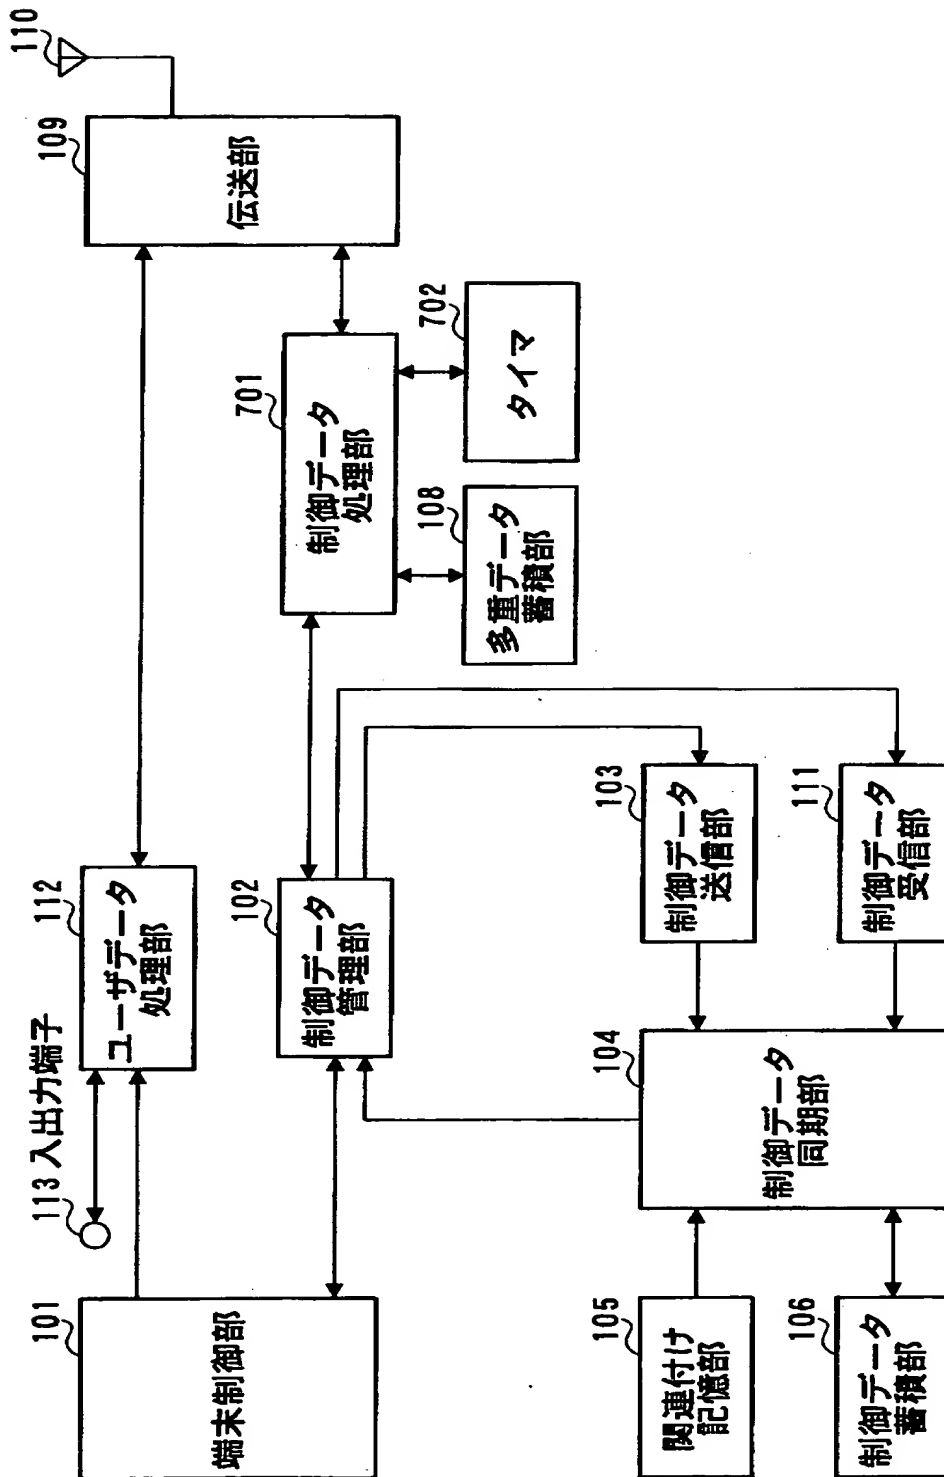 101
端末制御部
113 入出力端子
112
ユーザデータ
処理部
102
制御データ
管理部
701
制御データ
処理部
109
伝送部
110
108
多重データ
蓄積部
702
タイマ
105
関連付け
記憶部
106
制御データ
蓄積部
104
制御データ
同期部
103
制御データ
送信部
111
制御データ
受信部